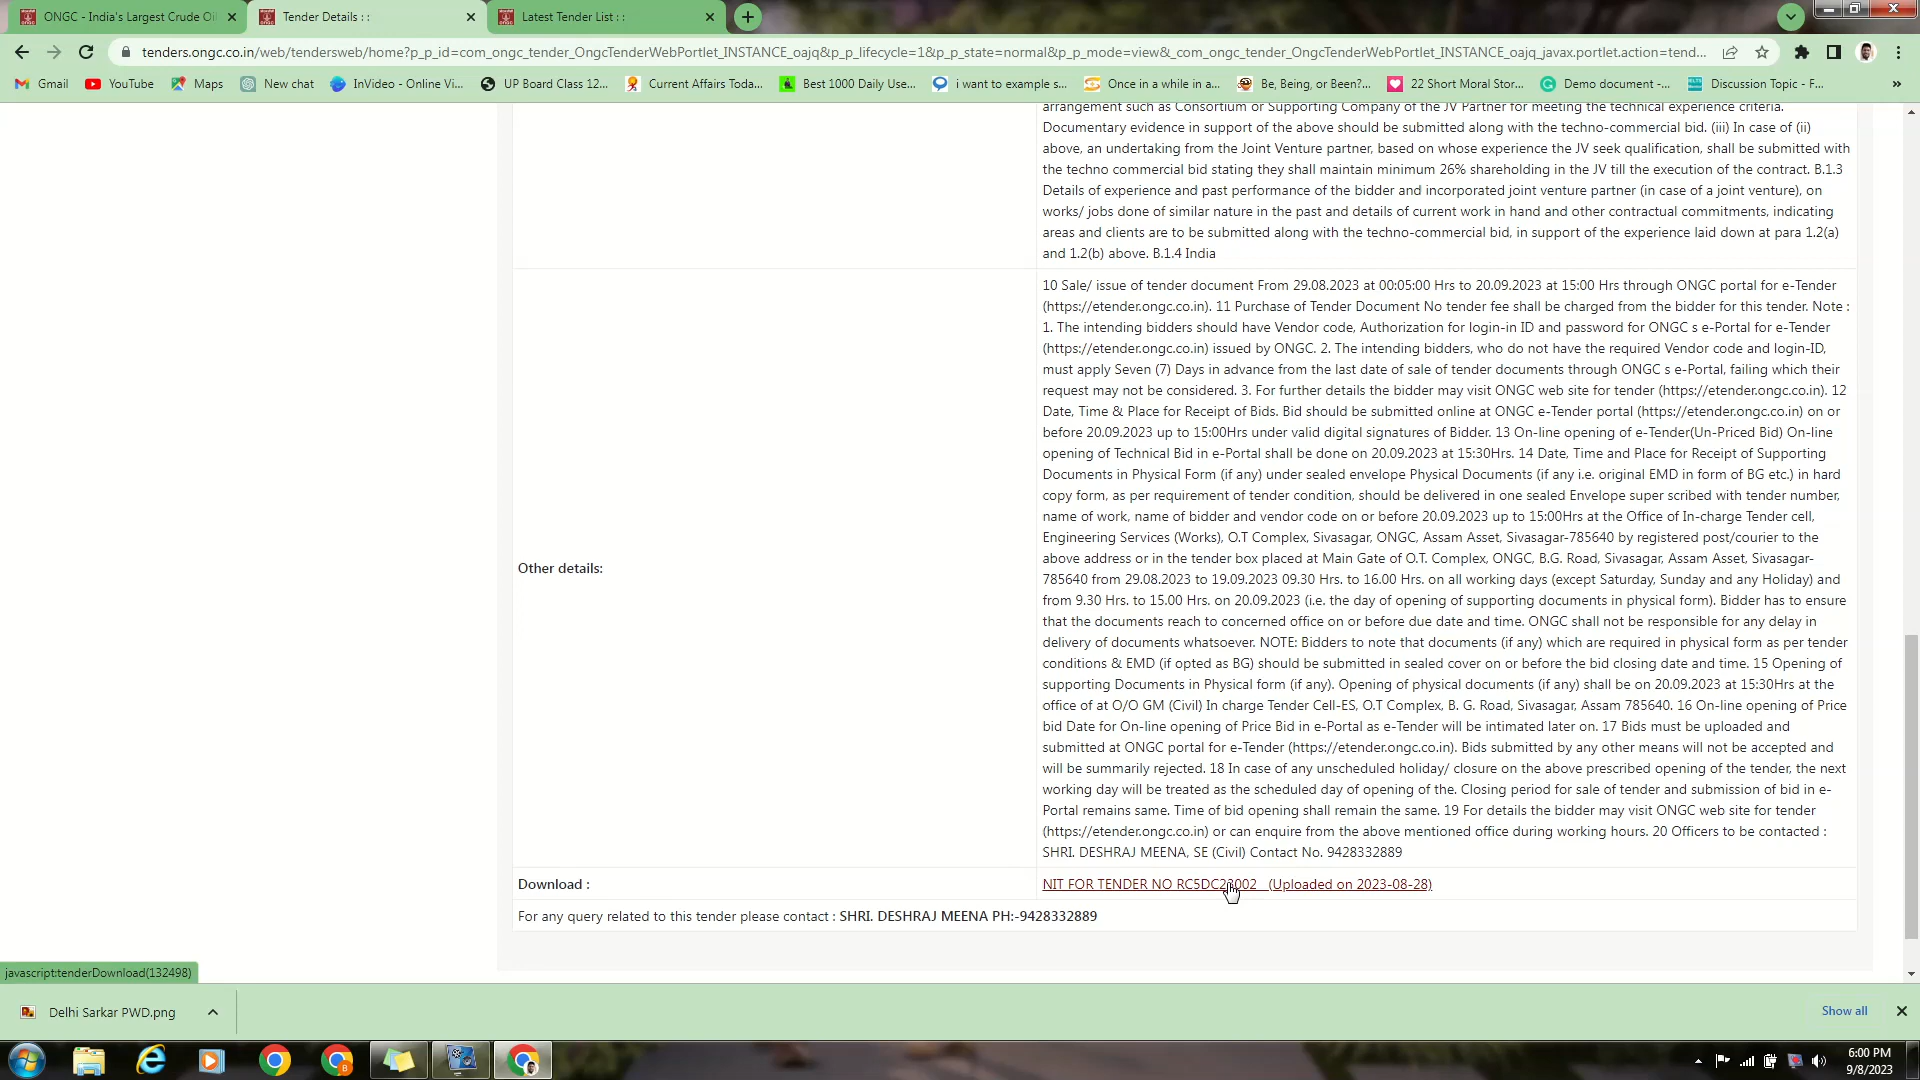 ONGC - India's Largest Crude Oil
Tender Details : :
Latest Tender List : :
tenders.ongc.co.in/web/tendersweb/home?p_p_id=com_ongc_tender_OngcTenderWebPortlet_INSTANCE_oajq&p_p_lifecycle=1&p_p_state=normal&p_p_mode=view&_com_ongc_tender_OngcTenderWebPortlet_INSTANCE_oajq_javax.portlet.action=tend...
Gmail YouTube Maps New chat InVideo - Online Vi... UP Board Class 12... Current Affairs Toda... Best 1000 Daily Use... i want to example s... Once in a while in a... Be, Being, or Been?... 22 Short Moral Stor... Demo document -... Discussion Topic - F... »
arrangement such as Consortium or Supporting Company of the JV Partner for meeting the technical experience criteria.
Documentary evidence in support of the above should be submitted along with the techno-commercial bid. (iii) In case of (ii)
above, an undertaking from the Joint Venture partner, based on whose experience the JV seek qualification, shall be submitted with
the techno commercial bid stating they shall maintain minimum 26% shareholding in the JV till the execution of the contract. B.1.3
Details of experience and past performance of the bidder and incorporated joint venture partner (in case of a joint venture), on
works/ jobs done of similar nature in the past and details of current work in hand and other contractual commitments, indicating
areas and clients are to be submitted along with the techno-commercial bid, in support of the experience laid down at para 1.2(a)
and 1.2(b) above. B.1.4 India
Other details:
10 Sale/ issue of tender document From 29.08.2023 at 00:05:00 Hrs to 20.09.2023 at 15:00 Hrs through ONGC portal for e-Tender
(https://etender.ongc.co.in). 11 Purchase of Tender Document No tender fee shall be charged from the bidder for this tender. Note :
1. The intending bidders should have Vendor code, Authorization for login-in ID and password for ONGC s e-Portal for e-Tender
(https://etender.ongc.co.in) issued by ONGC. 2. The intending bidders, who do not have the required Vendor code and login-ID,
must apply Seven (7) Days in advance from the last date of sale of tender documents through ONGC s e-Portal, failing which their
request may not be considered. 3. For further details the bidder may visit ONGC web site for tender (https://etender.ongc.co.in). 12
Date, Time & Place for Receipt of Bids. Bid should be submitted online at ONGC e-Tender portal (https://etender.ongc.co.in) on or
before 20.09.2023 up to 15:00Hrs under valid digital signatures of Bidder. 13 On-line opening of e-Tender(Un-Priced Bid) On-line
opening of Technical Bid in e-Portal shall be done on 20.09.2023 at 15:30Hrs. 14 Date, Time and Place for Receipt of Supporting
Documents in Physical Form (if any) under sealed envelope Physical Documents (if any i.e. original EMD in form of BG etc.) in hard
copy form, as per requirement of tender condition, should be delivered in one sealed Envelope super scribed with tender number,
name of work, name of bidder and vendor code on or before 20.09.2023 up to 15:00Hrs at the Office of In-charge Tender cell,
Engineering Services (Works), O.T Complex, Sivasagar, ONGC, Assam Asset, Sivasagar-785640 by registered post/courier to the
above address or in the tender box placed at Main Gate of O.T. Complex, ONGC, B.G. Road, Sivasagar, Assam Asset, Sivasagar-
785640 from 29.08.2023 to 19.09.2023 09.30 Hrs. to 16.00 Hrs. on all working days (except Saturday, Sunday and any Holiday) and
from 9.30 Hrs. to 15.00 Hrs. on 20.09.2023 (i.e. the day of opening of supporting documents in physical form). Bidder has to ensure
that the documents reach to concerned office on or before due date and time. ONGC shall not be responsible for any delay in
delivery of documents whatsoever. NOTE: Bidders to note that documents (if any) which are required in physical form as per tender
conditions & EMD (if opted as BG) should be submitted in sealed cover on or before the bid closing date and time. 15 Opening of
supporting Documents in Physical form (if any). Opening of physical documents (if any) shall be on 20.09.2023 at 15:30Hrs at the
office of at O/O GM (Civil) In charge Tender Cell-ES, O.T Complex, B. G. Road, Sivasagar, Assam 785640. 16 On-line opening of Price
bid Date for On-line opening of Price Bid in e-Portal as e-Tender will be intimated later on. 17 Bids must be uploaded and
submitted at ONGC portal for e-Tender (https://etender.ongc.co.in). Bids submitted by any other means will not be accepted and
will be summarily rejected. 18 In case of any unscheduled holiday/ closure on the above prescribed opening of the tender, the next
working day will be treated as the scheduled day of opening of the. Closing period for sale of tender and submission of bid in e-
Portal remains same. Time of bid opening shall remain the same. 19 For details the bidder may visit ONGC web site for tender
(https://etender.ongc.co.in) or can enquire from the above mentioned office during working hours. 20 Officers to be contacted :
SHRI. DESHRAJ MEENA, SE (Civil) Contact No. 9428332889
Download : NIT FOR TENDER NO RC5DC23002 (Uploaded on 2023-08-28)
For any query related to this tender please contact : SHRI. DESHRAJ MEENA PH:-9428332889
javascript:tenderDownload(132498)
Delhi Sarkar PWD.png
Show all
6:00 PM
9/8/2023